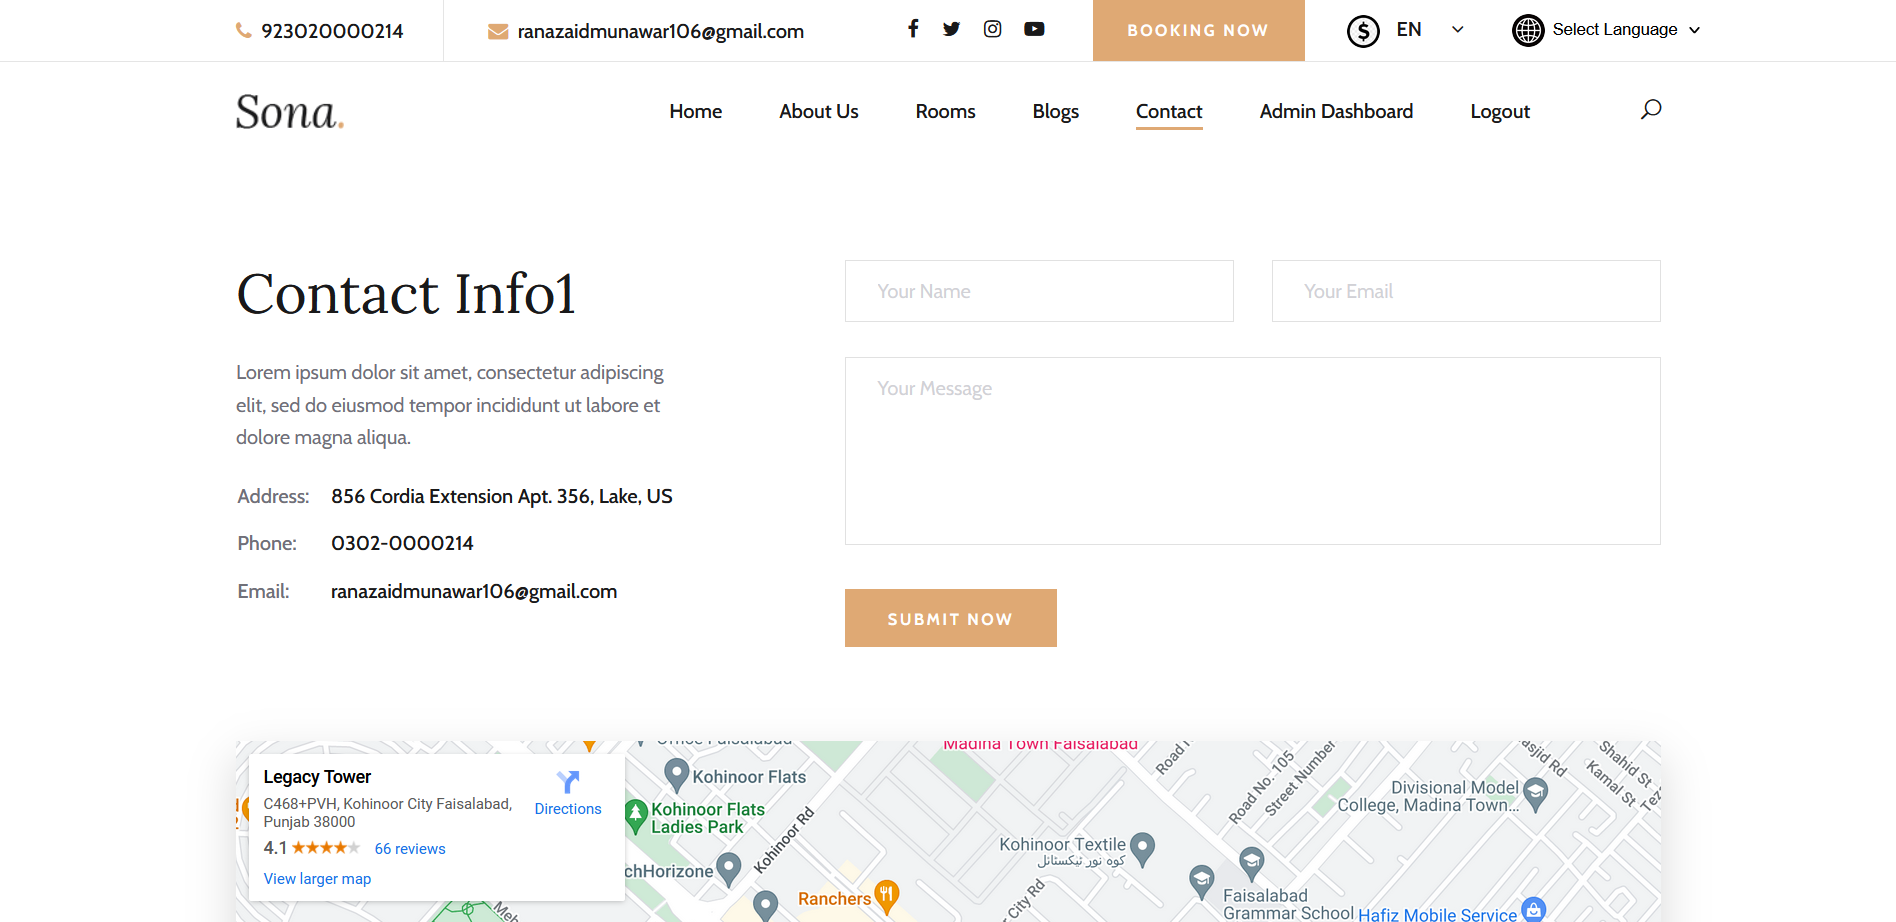 923020000214
ranazaidmunawar106@gmail.com
BOOKING NOW
EN
Select Language
Sona.
Home
About Us
Rooms
Blogs
Contact
Admin Dashboard
Logout
Contact Info1
Lorem ipsum dolor sit amet, consectetur adipiscing
elit, sed do eiusmod tempor incididunt ut labore et
dolore magna aliqua.
Address: 856 Cordia Extension Apt. 356, Lake, US
Phone: 0302-0000214
Email: ranazaidmunawar106@gmail.com
Your Name
Your Email
Your Message
SUBMIT NOW
Legacy Tower
C468+PVH, Kohinoor City Faisalabad,
Punjab 38000
4.1
66 reviews
View larger map
Directions
Madina Town Faisalabad
Kohinoor Flats
Kohinoor Flats
Ladies Park
Kohinoor Rd
chHorizone
Ranchers
Kohinoor Textile
کوہ نور ٹیکسٹائل
City Rd
Road No. 105
Street Number
Divisional Model
College, Madina Town...
Shahid St
Kamal St
Faisalabad
Grammar School
Hafiz Mobile Service